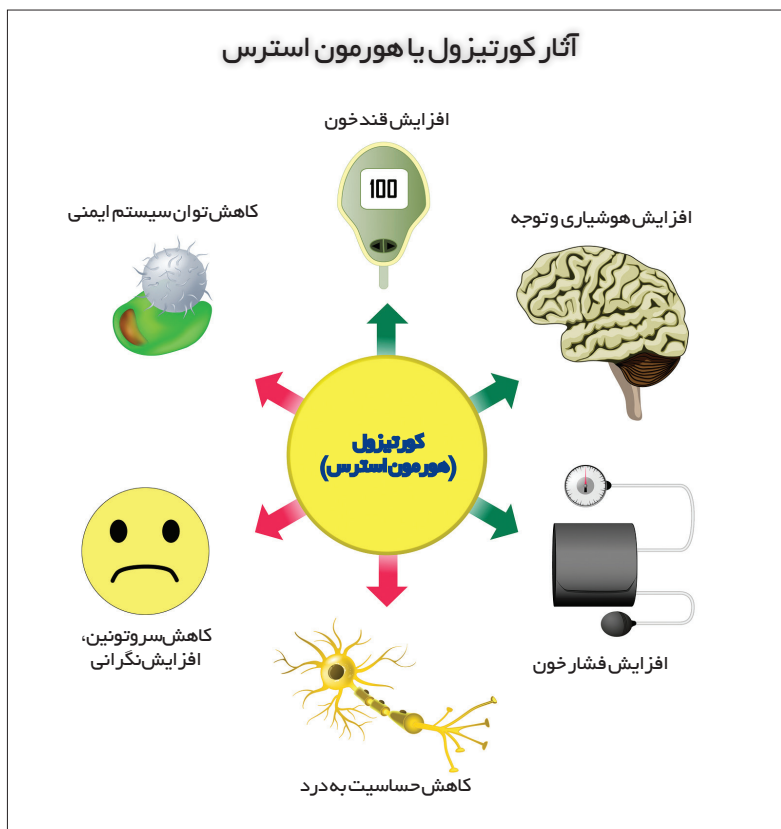 آثار کورتیزول یا هورمون استرس
افزایش قند خون
100
افزایش هوشیاری و توجه
کاهش توان سیستم ایمنی
کورتیزول
(هورمون استرس)
افزایش فشار خون
کاهش سروتونین،
افزایش نگرانی
کاهش حساسیت به درد